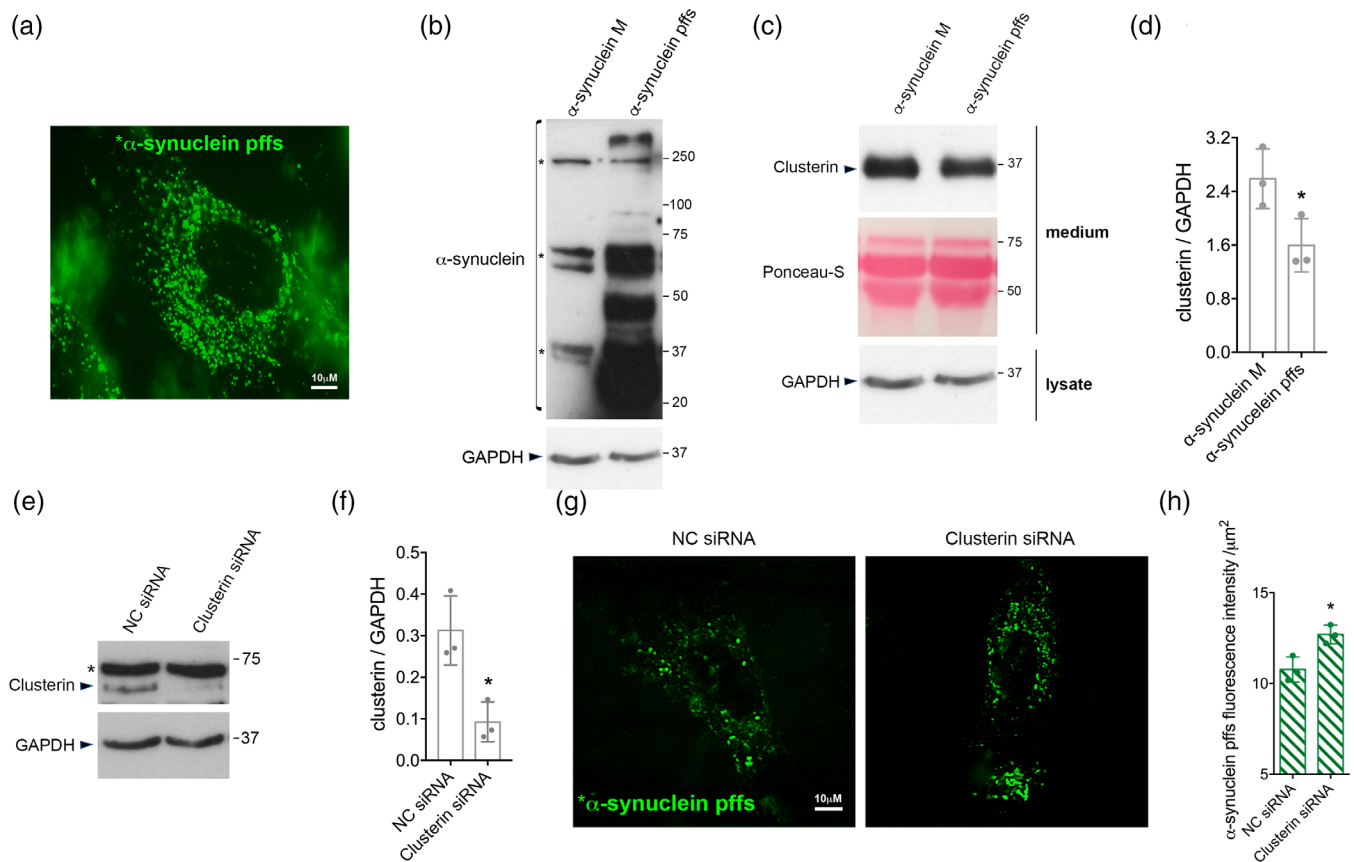 (a)
*α-synuclein pffs
10µM
(b)
α-synuclein M
α-synuclein pffs
*
*
*
α-synuclein
250
100
75
50
37
20
GAPDH
37
(c)
α-synuclein M
α-synuclein pffs
Clusterin
37
Ponceau-S
75
50
medium
GAPDH
37
lysate
(d)
clusterin / GAPDH
3.2
2.4
1.6
0.8
0.0
*
α-synuclein M
α-synucelein pffs
(e)
NC siRNA
Clusterin siRNA
*
75
Clusterin
GAPDH
37
(f)
clusterin / GAPDH
0.5
0.4
0.3
0.2
0.1
0.0
*
NC siRNA
Clusterin siRNA
(g)
NC siRNA
Clusterin siRNA
*α-synuclein pffs
10µM
(h)
α-synuclein pffs fluorescence intensity /µm²
15
10
5
*
NC siRNA
Clusterin siRNA